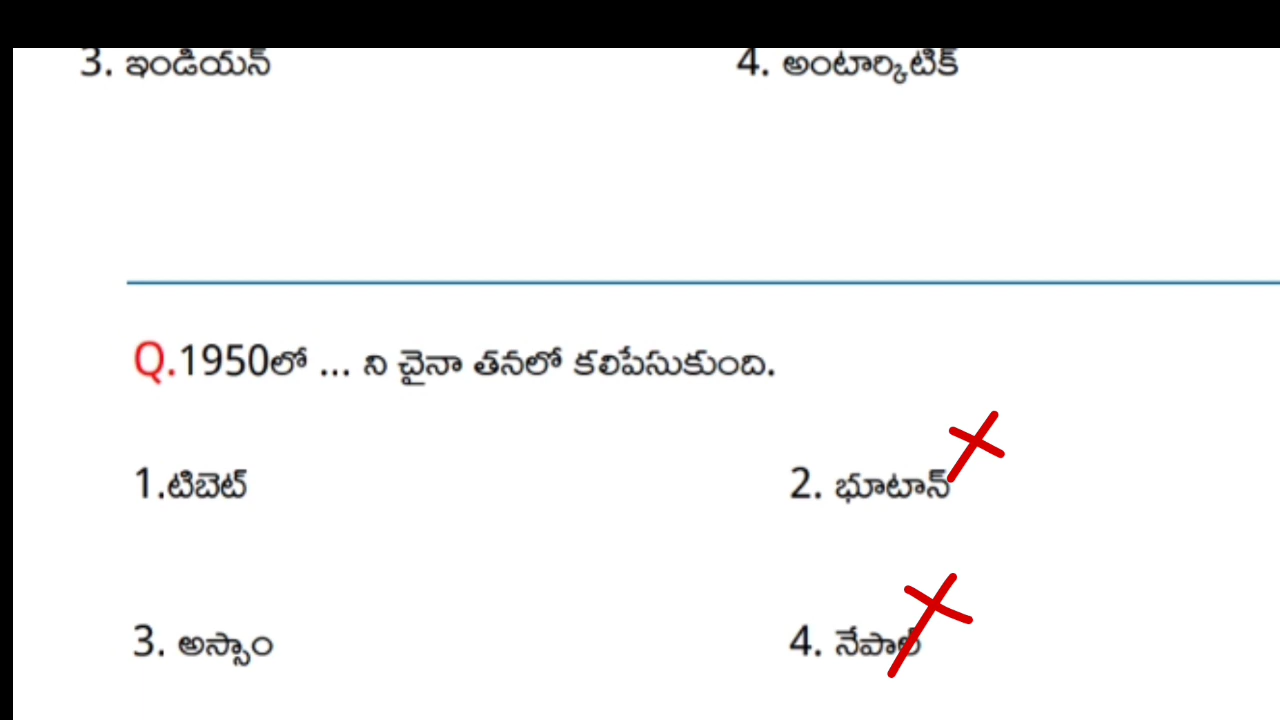 3. ఇండియన్ 4. అంటార్కిటిక్
Q.1950లో ... ని చైనా తనలో కలిపేసుకుంది.
1.టిబెట్ 2. భూటాన్
3. అస్సాం 4. నేపాల్